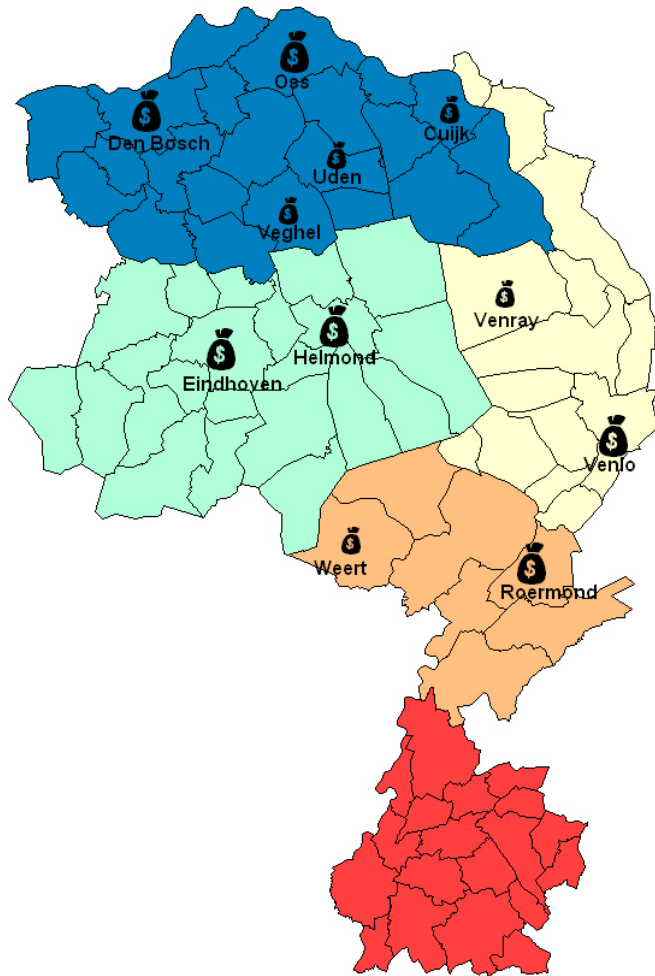 $
Oss
$
Den Bosch
$
Cuijk
$
Uden
$
Veghel
$
Venray
$
Helmond
$
Eindhoven
$
Venlo
$
Weert
$
Roermond